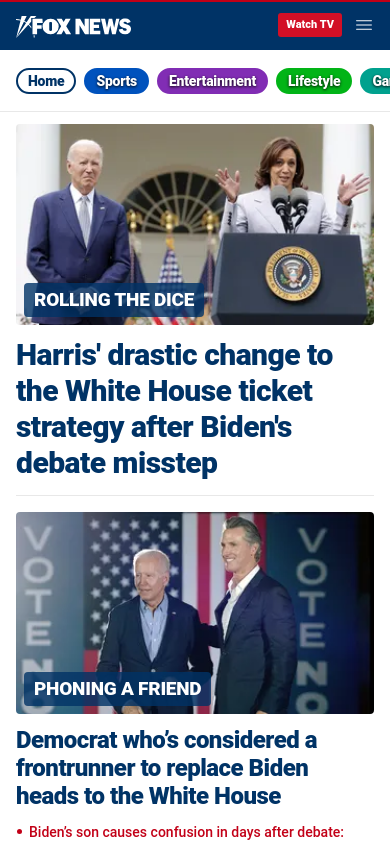 FOX NEWS
Watch TV
Home Sports Entertainment Lifestyle
ROLLING THE DICE
Harris' drastic change to
the White House ticket
strategy after Biden's
debate misstep
VOTE NO
VOTE NO
PHONING A FRIEND
Democrat who’s considered a
frontrunner to replace Biden
heads to the White House
• Biden’s son causes confusion in days after debate: